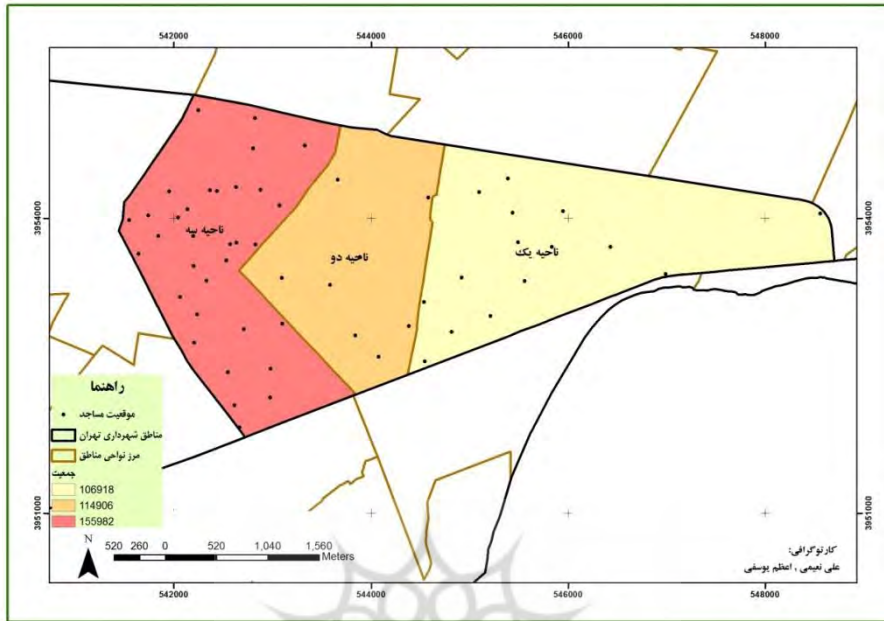 542000 544000 546000 548000
3954000 3954000
ناحیه سه
ناحیه دو
ناحیه یک
راهنما
موقعیت مساجد
مناطق شهرداری تهران
مرز نواحی مناطق
جمعیت
106918
114906
155982
3951000 3951000
N
520 260 0 520 1,040 1,560
Meters
کارتوگرافی:
علی نعیمی , اعظم یوسفی
542000 544000 546000 548000